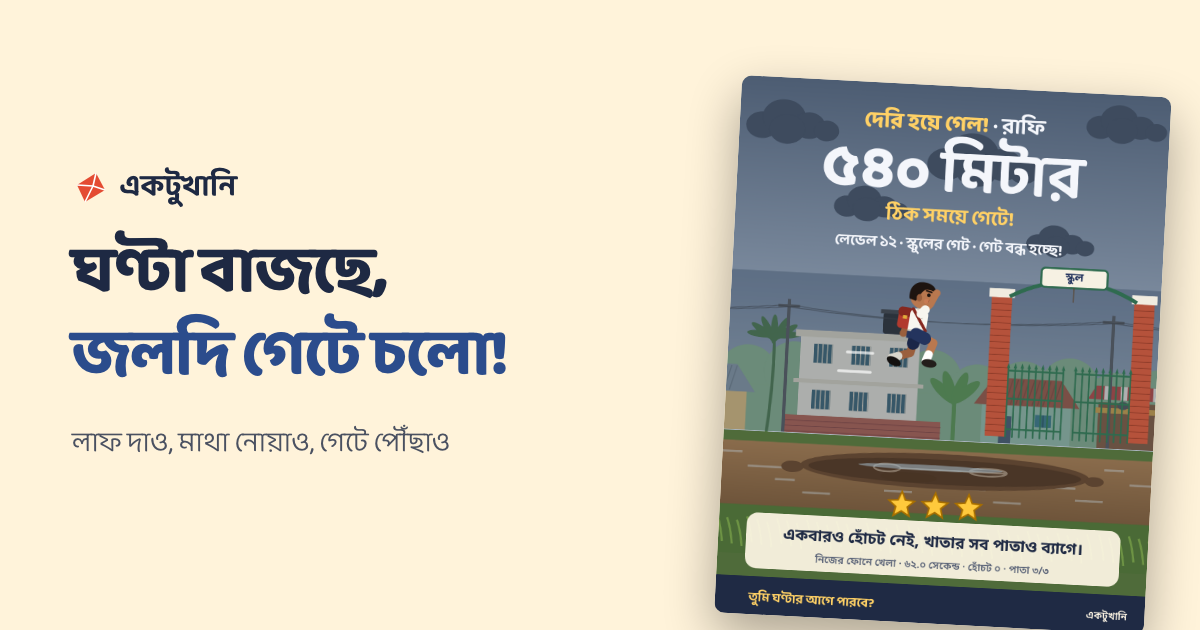 একটুখানি
ঘণ্টা বাজছে,
জলদি গেটে চলো!
লাফ দাও, মাথা নোয়াও, গেটে পৌঁছাও
দেরি হয়ে গেল! · রাফি
৫৪০ মিটার
ঠিক সময়ে গেটে!
লেভেল ১২ · স্কুলের গেট · গেট বন্ধ হচ্ছে!
স্কুল
একবারও হোঁচট নেই, খাতার সব পাতাও ব্যাগে।
নিজের ফোনে খেলা · ৬২.০ সেকেন্ড · হোঁচট ০ · পাতা ৩/৩
তুমি ঘণ্টার আগে পারবে?
একটুখানি